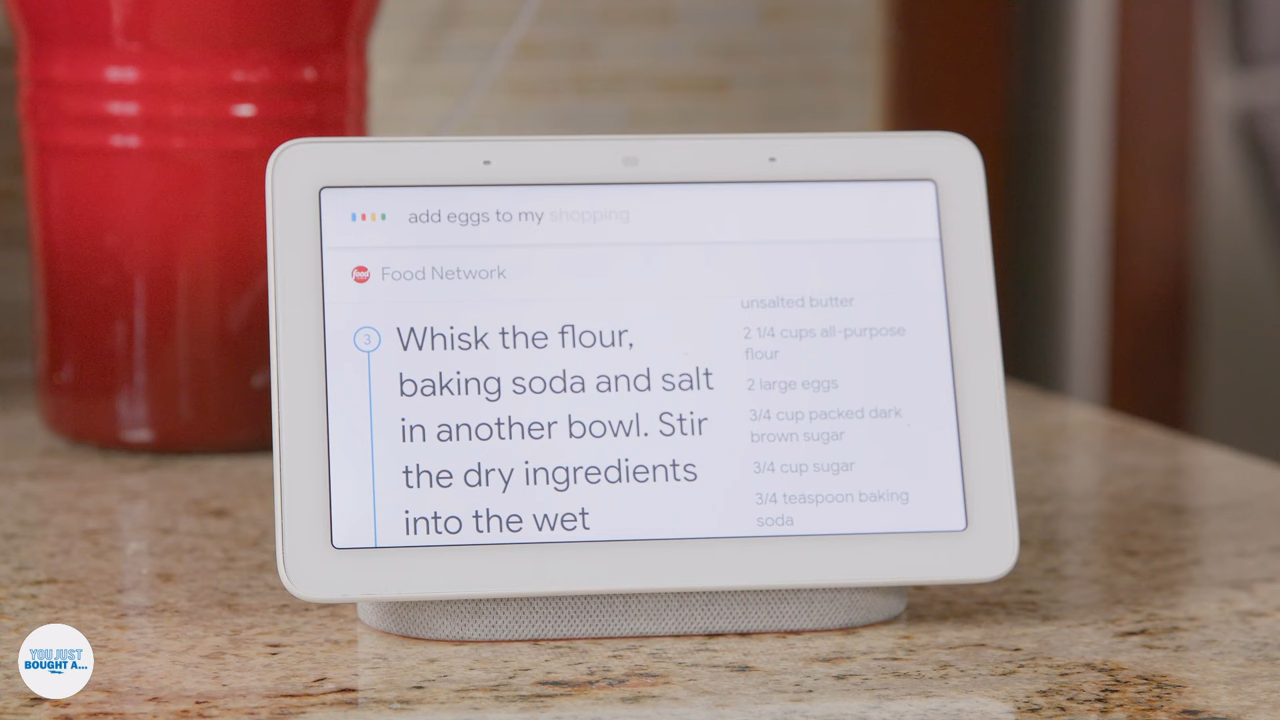 add eggs to my shopping
food
Food Network
3
Whisk the flour,
baking soda and salt
in another bowl. Stir
the dry ingredients
into the wet
unsalted butter
2 1/4 cups all-purpose
flour
2 large eggs
3/4 cup packed dark
brown sugar
3/4 cup sugar
3/4 teaspoon baking
soda
YOU JUST
BOUGHT A...